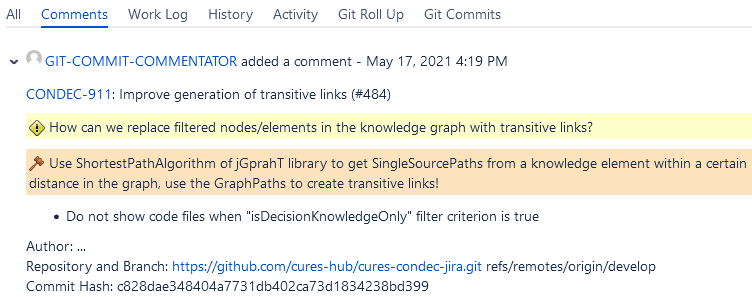 All Comments Work Log History Activity Git Roll Up Git Commits
GIT-COMMIT-COMMENTATOR added a comment - May 17, 2021 4:19 PM
CONDEC-911: Improve generation of transitive links (#484)
How can we replace filtered nodes/elements in the knowledge graph with transitive links?
Use ShortestPathAlgorithm of jGprahT library to get SingleSourcePaths from a knowledge element within a certain
distance in the graph, use the GraphPaths to create transitive links!
• Do not show code files when "isDecisionKnowledgeOnly" filter criterion is true
Author: ...
Repository and Branch: https://github.com/cures-hub/cures-condec-jira.git refs/remotes/origin/develop
Commit Hash: c828dae348404a7731db402ca73d1834238bd399